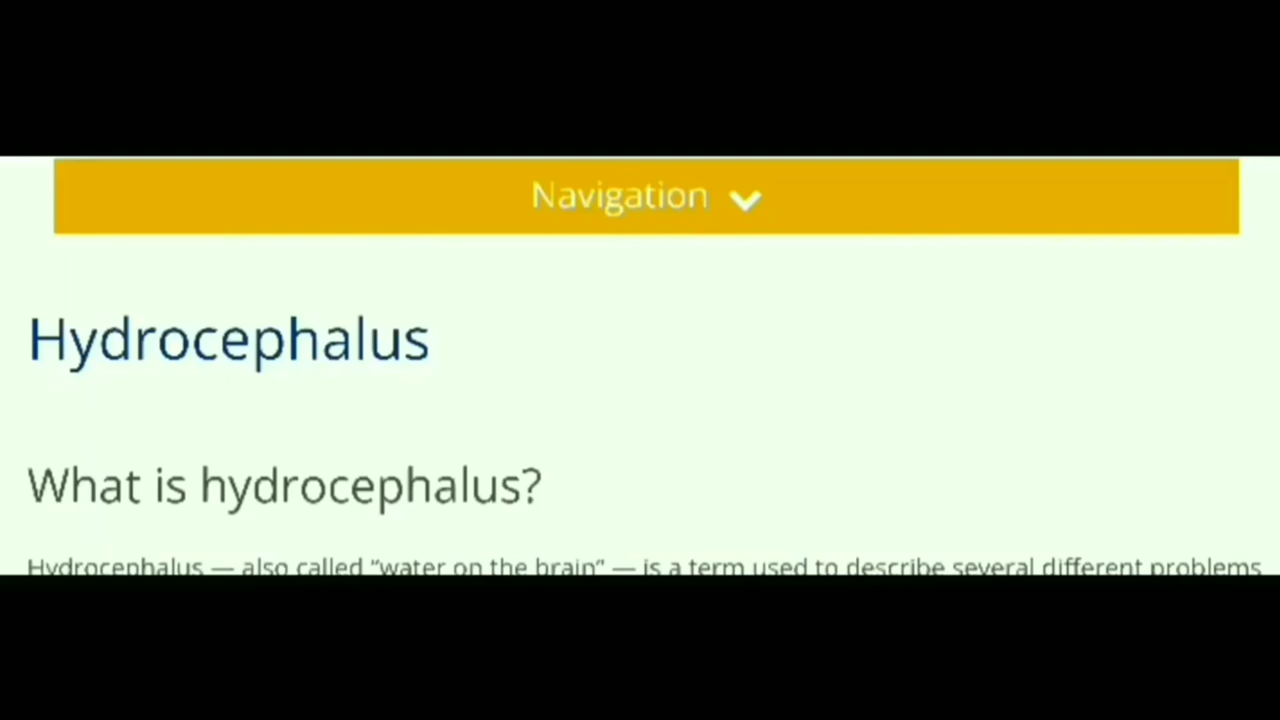 Navigation
Hydrocephalus
What is hydrocephalus?
Hydrocephalus — also called “water on the brain” — is a term used to describe several different problems